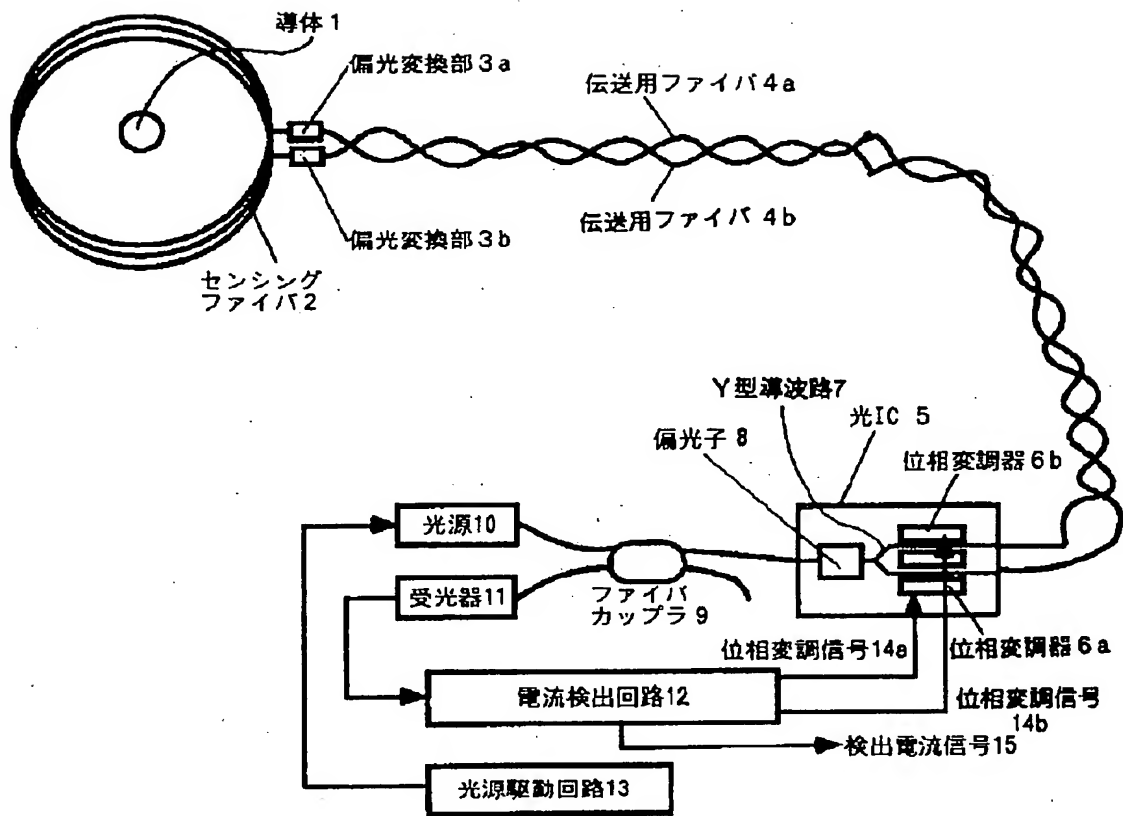 導体1
偏光変換部3a
伝送用ファイバ4a
伝送用ファイバ4b
偏光変換部3b
センシング
ファイバ2
Y型導波路7
光IC 5
偏光子8
位相変調器6b
光源10
受光器11
ファイバ
カップラ9
位相変調信号14a
位相変調器6a
電流検出回路12
位相変調信号
14b
検出電流信号15
光源駆動回路13